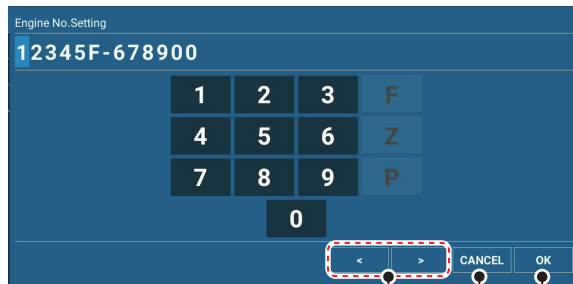 Engine No.Setting
12345F-678900
1 2 3 F
4 5 6 Z
7 8 9 P
0
< > CANCEL OK